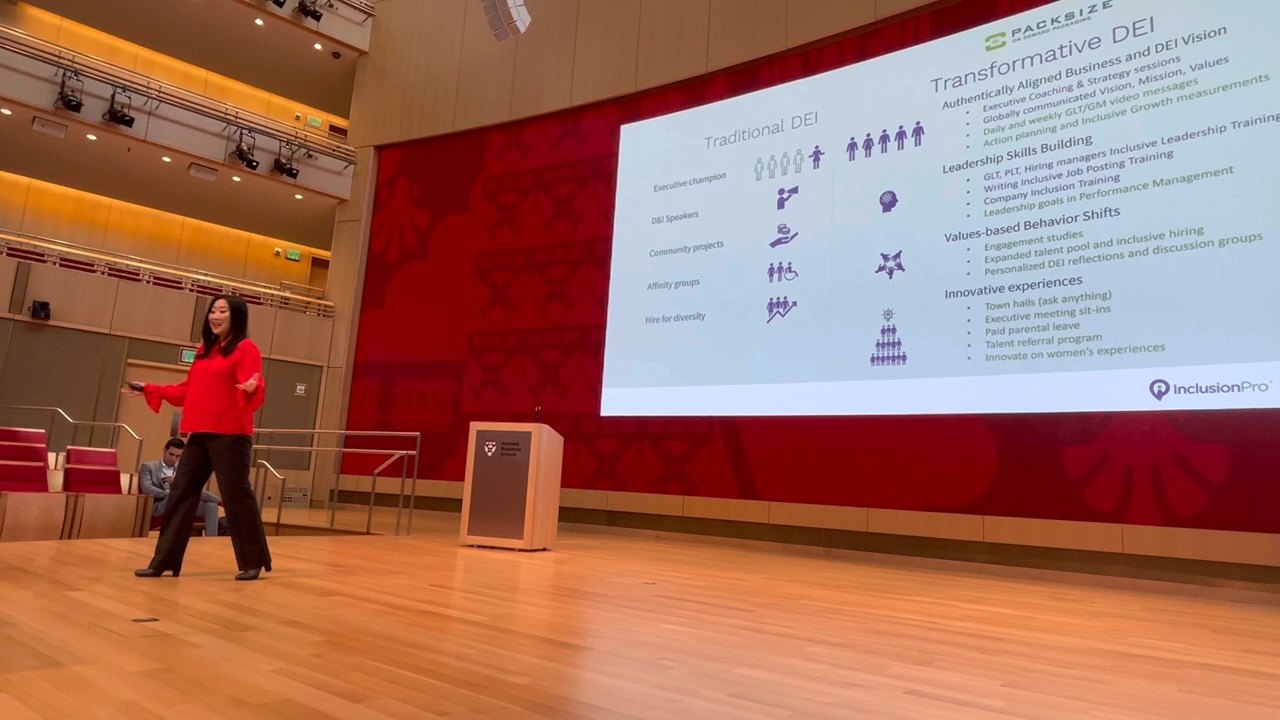 PACKSIZE
ON DEMAND PACKAGING
Transformative DEI
Authentically Aligned Business and DEI Vision
• Executive Coaching & Strategy sessions
• Globally communicated Vision, Mission, Values
• Daily and weekly GLT/GM video messages
• Action planning and Inclusive Growth measurements
Leadership Skills Building
• GLT, PLT, Hiring managers Inclusive Leadership Training
• Writing Inclusive Job Posting Training
• Company Inclusion Training
• Leadership goals in Performance Management
Values-based Behavior Shifts
• Engagement studies
• Expanded talent pool and inclusive hiring
• Personalized DEI reflections and discussion groups
Innovative experiences
• Town halls (ask anything)
• Executive meeting sit-ins
• Paid parental leave
• Talent referral program
• Innovate on women's experiences
Traditional DEI
Executive champion
D&I Speakers
Community projects
Affinity groups
Hire for diversity
InclusionPro
Harvard
Business
School